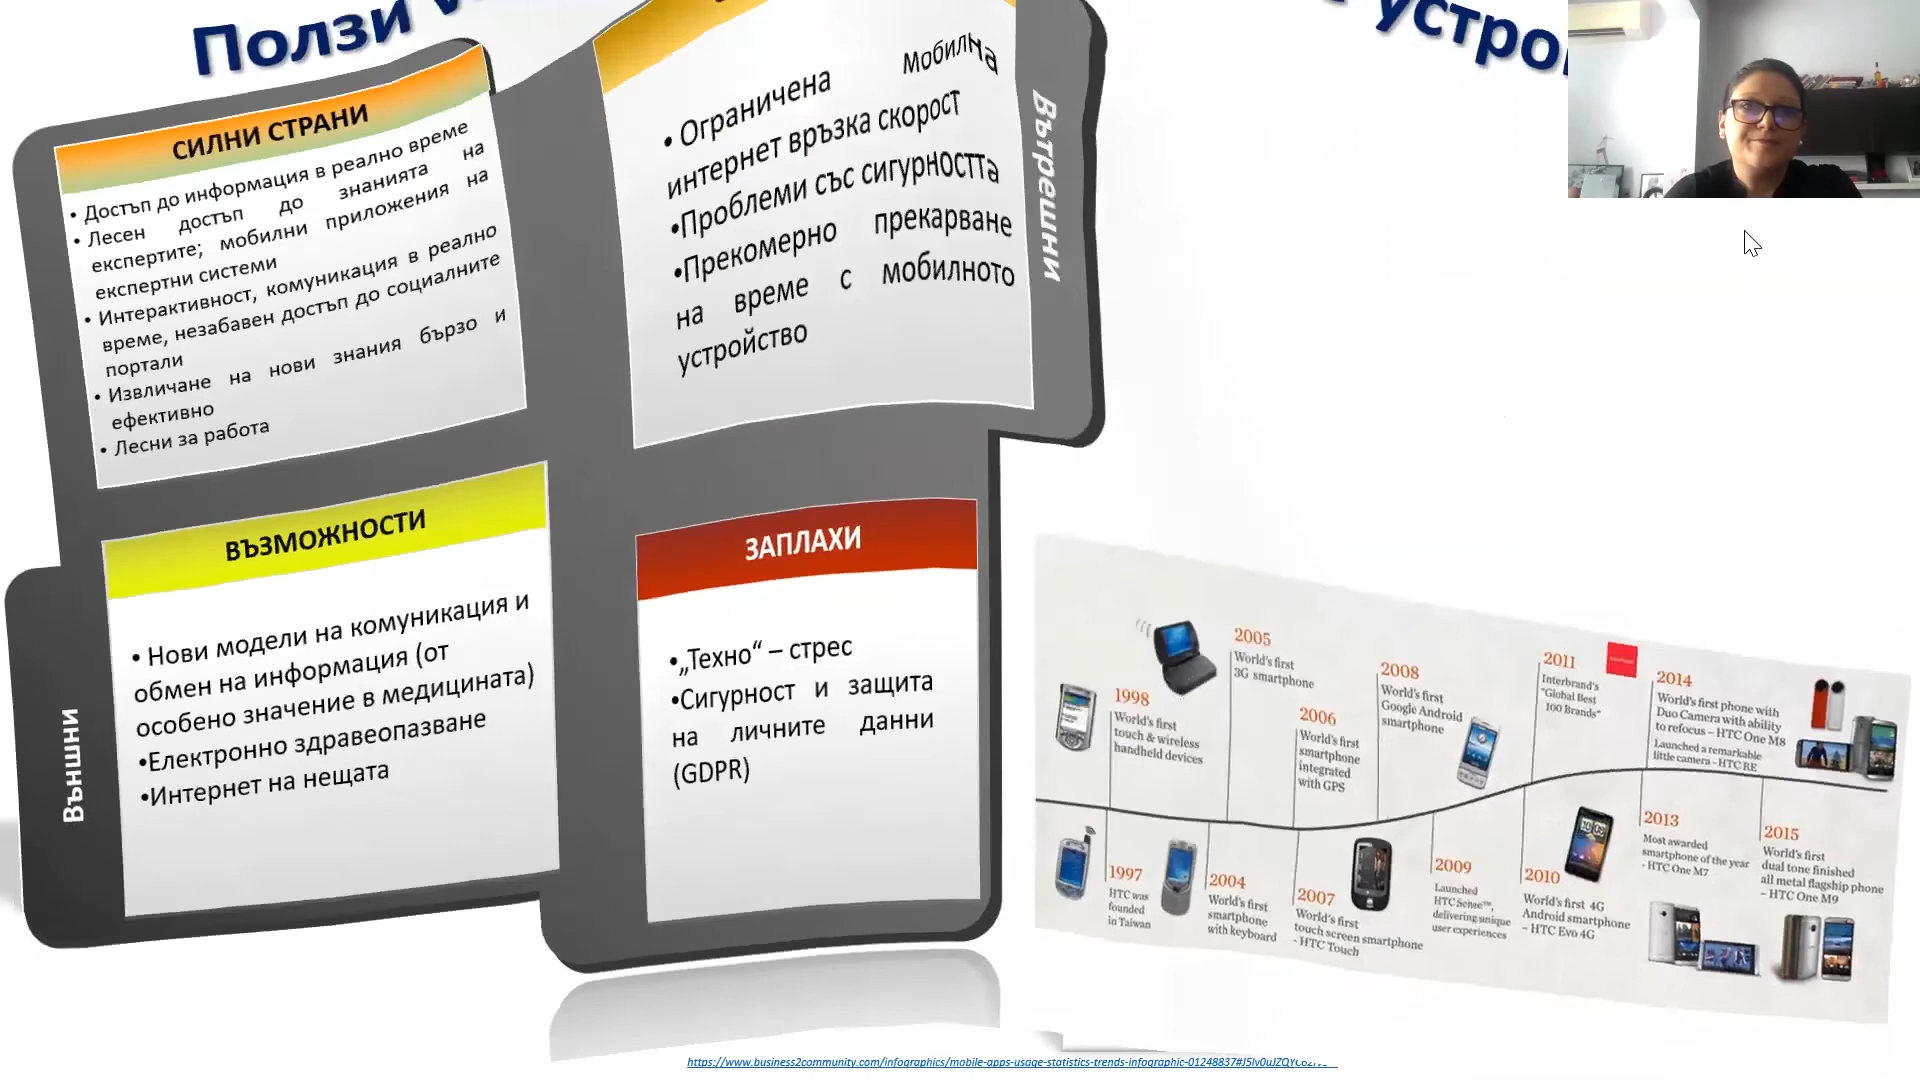 Ползи
устро
СИЛНИ СТРАНИ
• Достъп до информация в реално време
• Лесен достъп до знанията на
експертите; мобилни приложения на
експертни системи
• Интерактивност, комуникация в реално
време, незабавен достъп до социалните
портали
• Извличане на нови знания бързо и
ефективно
• Лесни за работа
• Ограничена мобилна
интернет връзка скорост
•Проблеми със сигурността
•Прекомерно прекарване
на време с мобилното
устройство
Вътрешни
ВЪЗМОЖНОСТИ
• Нови модели на комуникация и
обмен на информация (от
особено значение в медицината)
•Електронно здравеопазване
•Интернет на нещата
Външни
ЗАПЛАХИ
•„Техно“ – стрес
•Сигурност и защита
на личните данни
(GDPR)
1998
World's first
touch & wireless
handheld devices
2005
World's first
3G smartphone
2006
World's first
smartphone
integrated
with GPS
2008
World's first
Google Android
smartphone
2011
Interbrand's
"Global Best
100 Brands"
2014
World's first phone with
Duo Camera with ability
to refocus – HTC One M8
Launched a remarkable
little camera - HTC RE
1997
HTC was
founded
in Taiwan
2004
World's first
smartphone
with keyboard
2007
World's first
touch screen smartphone
- HTC Touch
2009
Launched
HTC Sense™,
delivering unique
user experiences
2010
World's first 4G
Android smartphone
– HTC Evo 4G
2013
Most awarded
smartphone of the year
- HTC One M7
2015
World's first
dual tone finished
all metal flagship phone
– HTC One M9
https://www.business2community.com/infographics/mobile-apps-usage-statistics-trends-infographic-01248837